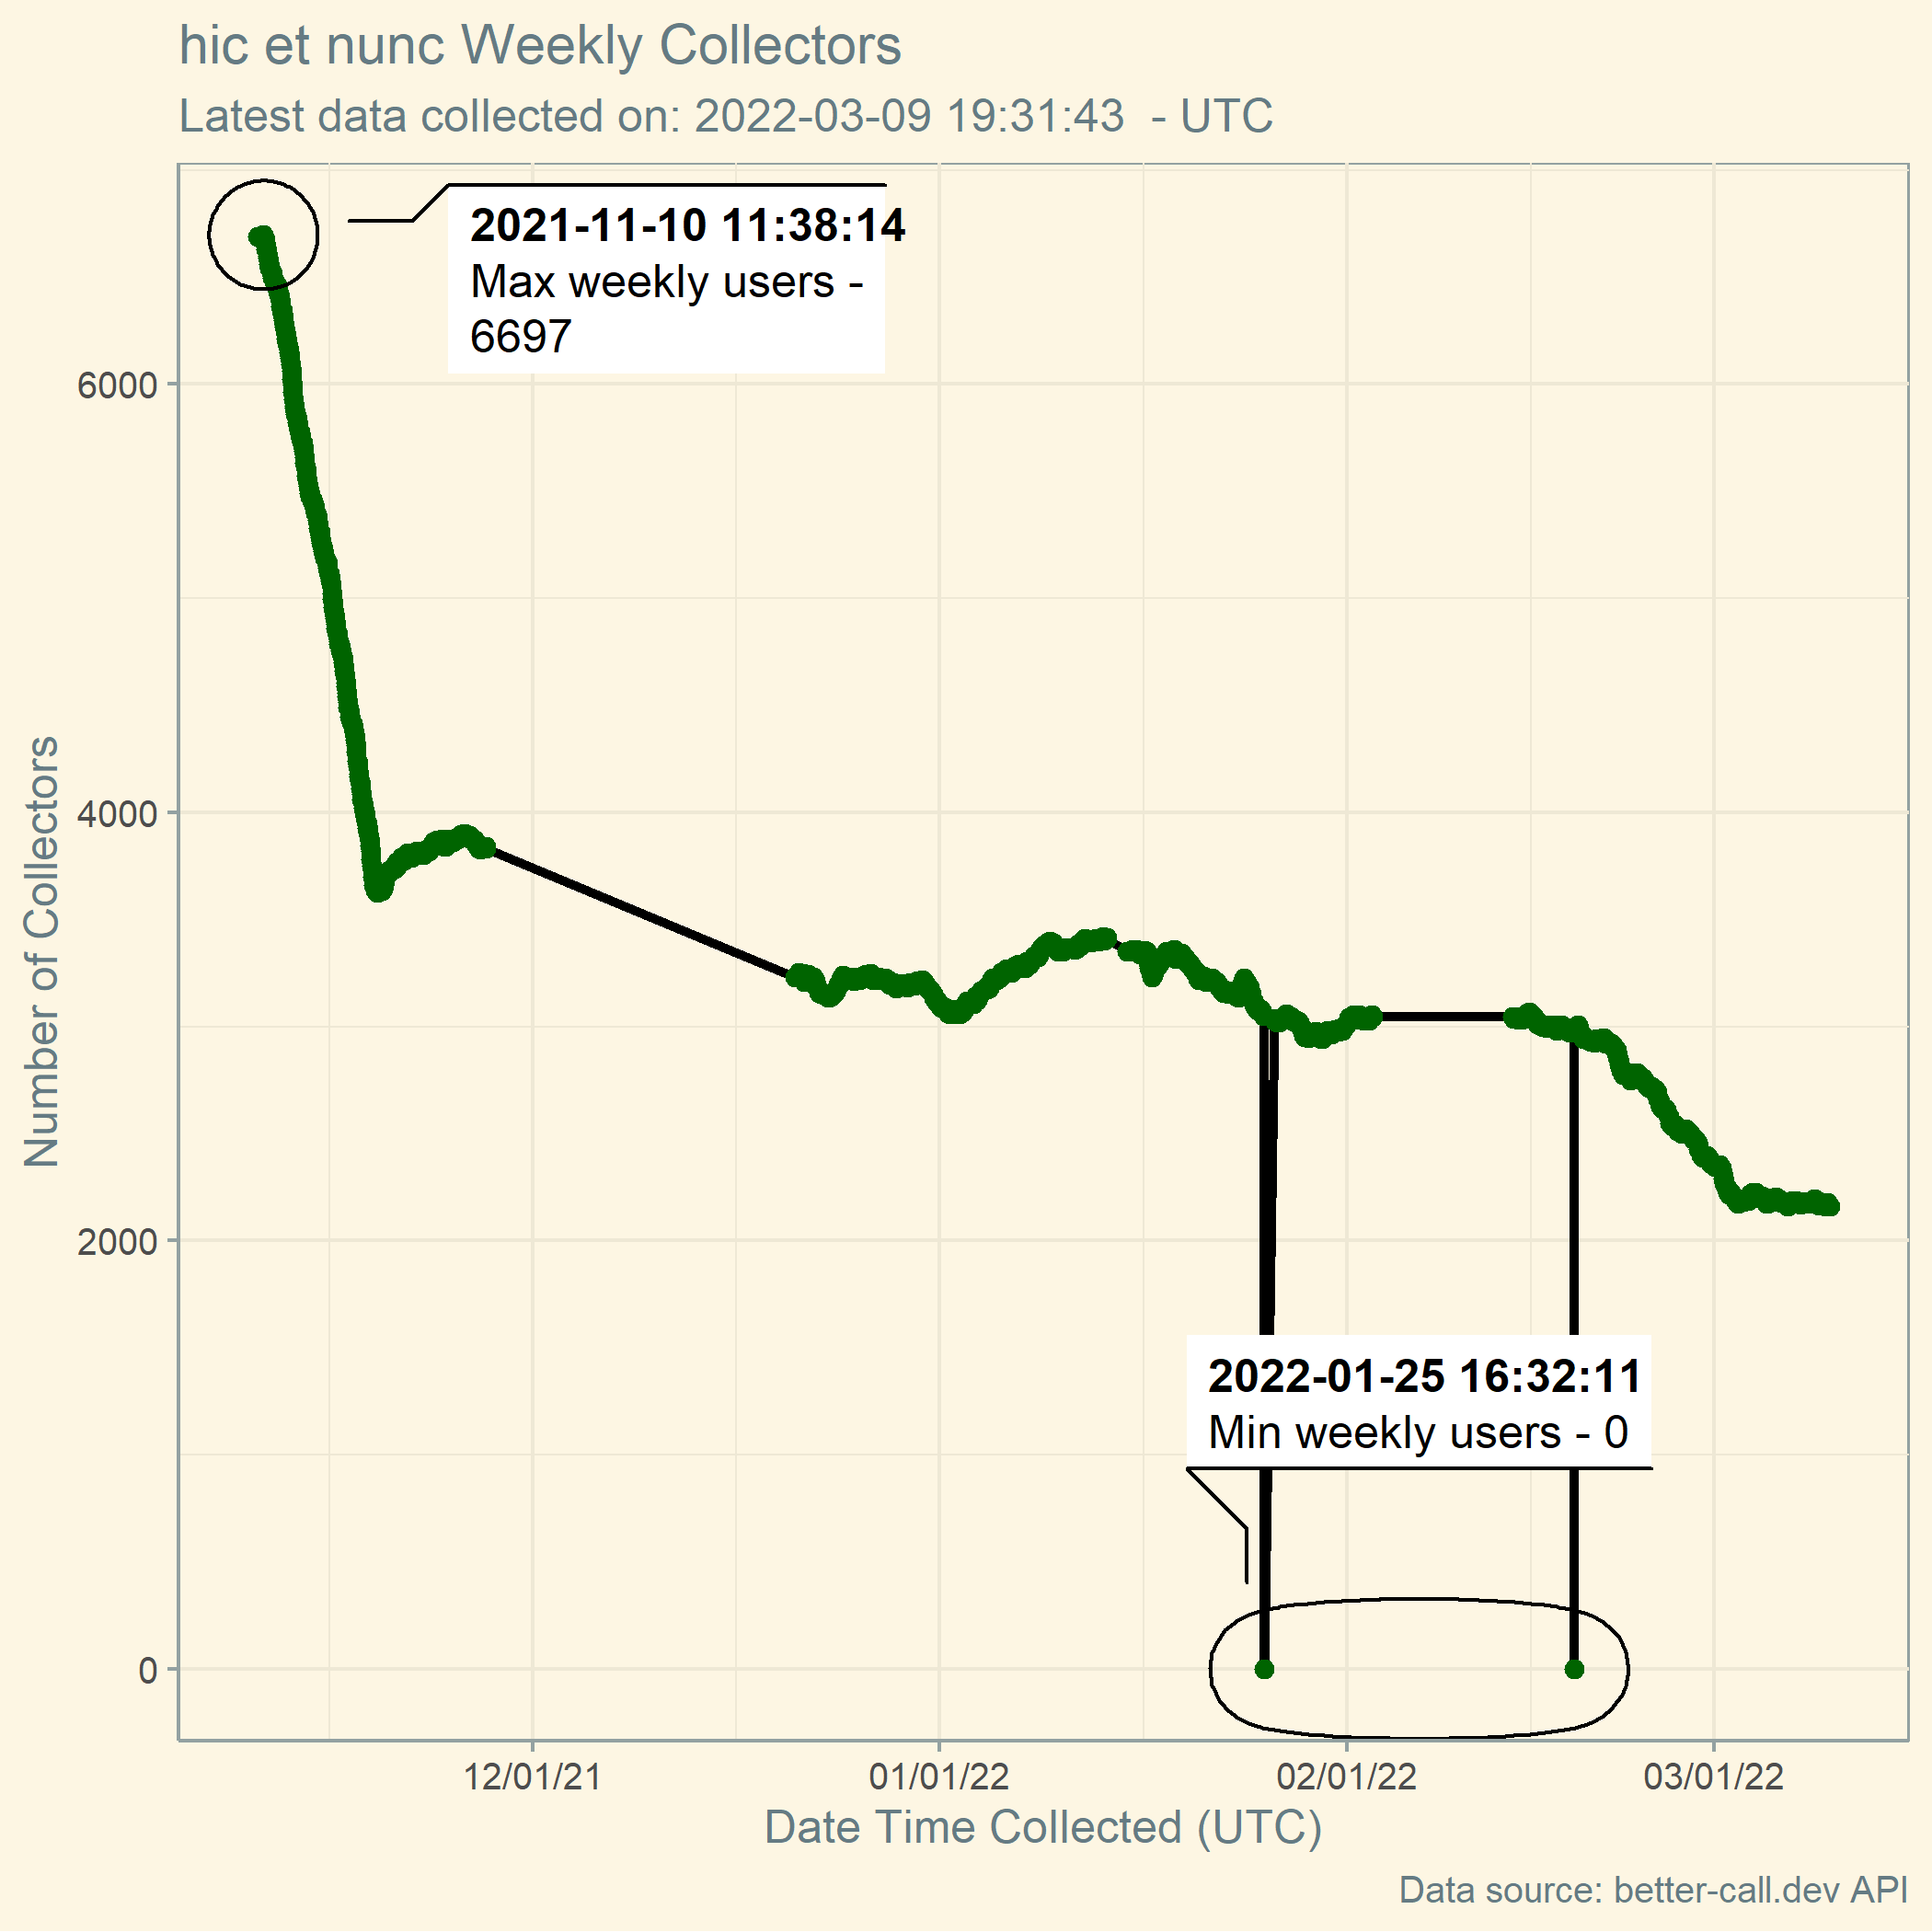 hic et nunc Weekly Collectors
Latest data collected on: 2022-03-09 19:31:43  - UTC
2021-11-10 11:38:14
Max weekly users -
6697
6000
4000
2000
0
Number of Collectors
2022-01-25 16:32:11
Min weekly users - 0
12/01/21
01/01/22
02/01/22
03/01/22
Date Time Collected (UTC)
Data source: better-call.dev API